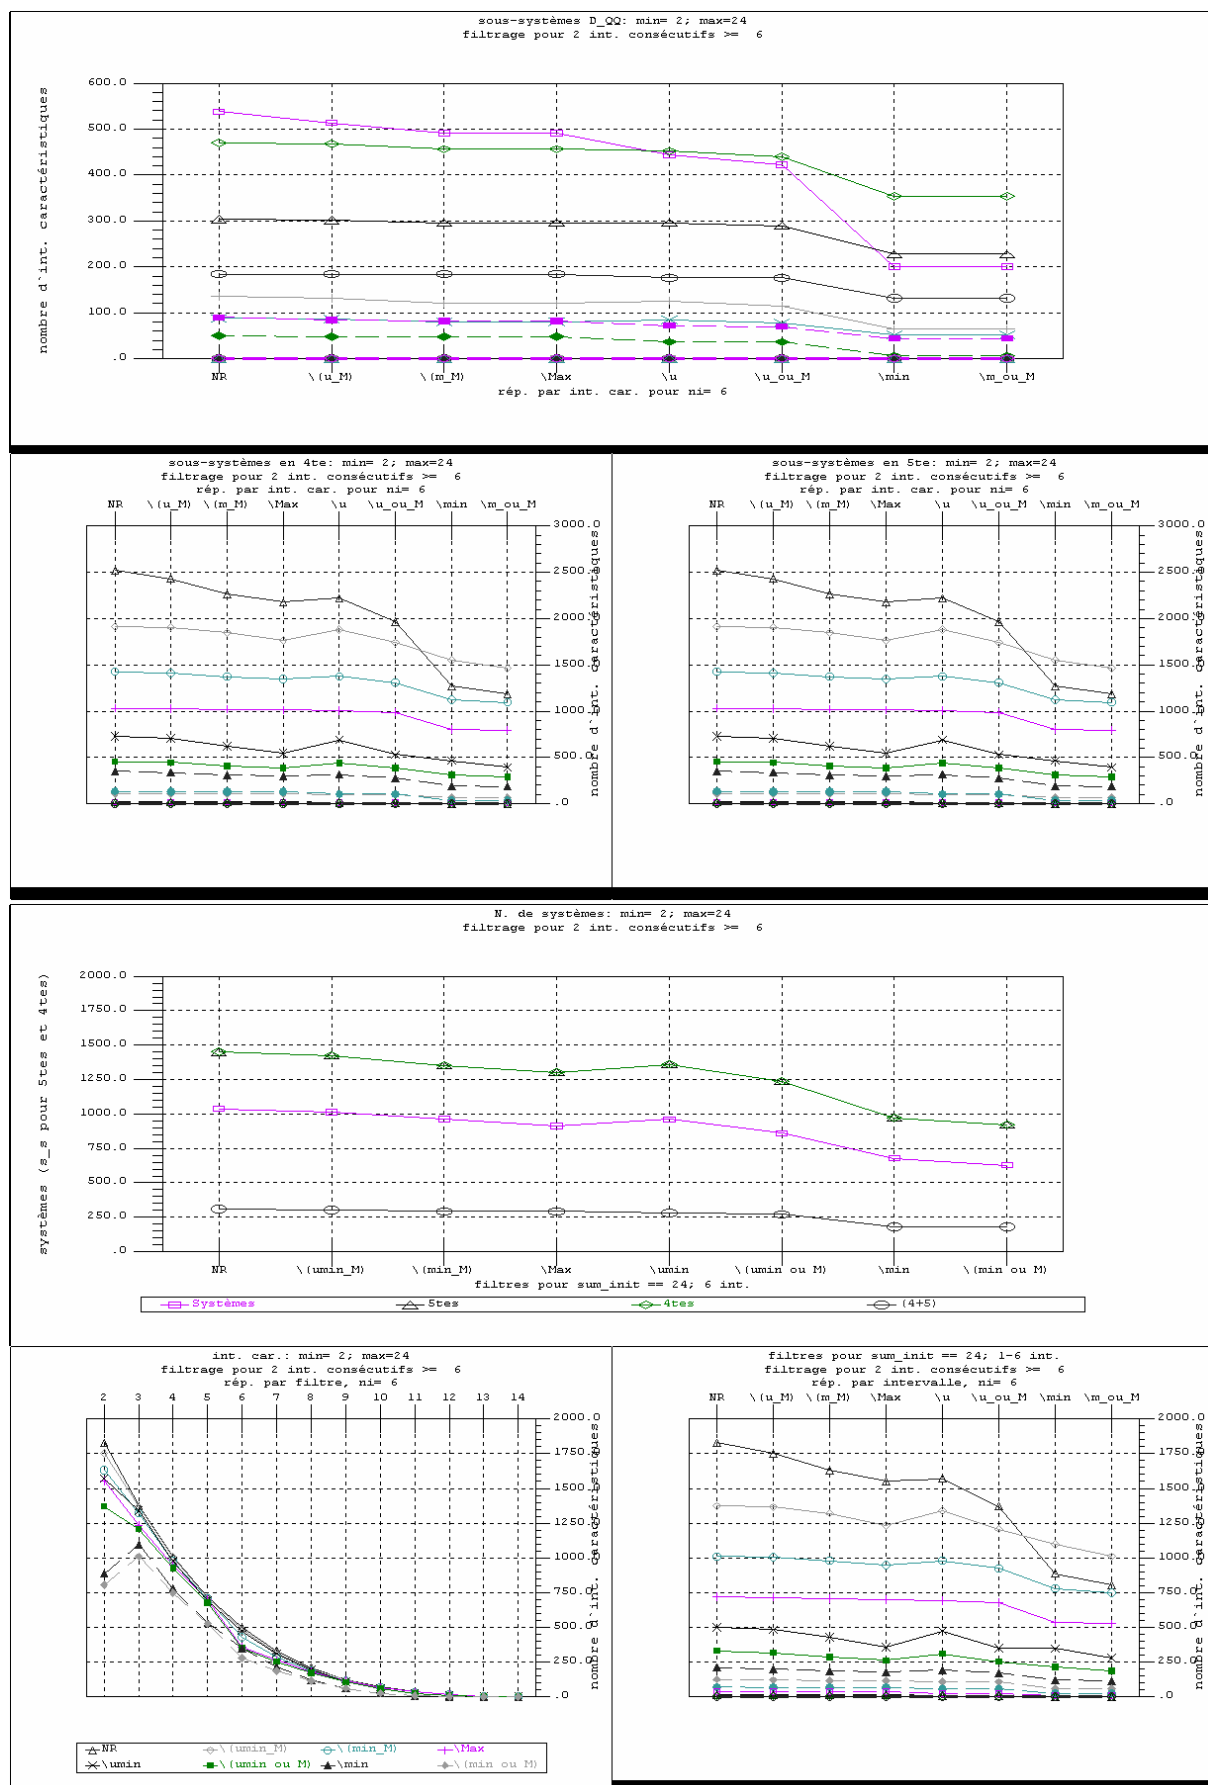 sous-systèmes D_QQ: min= 2; max=24
filtrage pour 2 int. consécutifs >=  6
nombre d`int. caractéristiques
600.0
500.0
400.0
300.0
200.0
100.0
.0
NR \(u_M) \(m_M) \Max \u \u_ou_M \min \m_ou_M
rép. par int. car. pour ni= 6
sous-systèmes en 4te: min= 2; max=24
filtrage pour 2 int. consécutifs >=  6
rép. par int. car. pour ni= 6
NR \(u_M) \(m_M) \Max \u \u_ou_M \min \m_ou_M
3000.0
2500.0
2000.0
1500.0
1000.0
500.0
.0
nombre d`int. caractéristiques
sous-systèmes en 5te: min= 2; max=24
filtrage pour 2 int. consécutifs >=  6
rép. par int. car. pour ni= 6
NR \(u_M) \(m_M) \Max \u \u_ou_M \min \m_ou_M
3000.0
2500.0
2000.0
1500.0
1000.0
500.0
.0
nombre d`int. caractéristiques
N. de systèmes: min= 2; max=24
filtrage pour 2 int. consécutifs >=  6
systèmes (s_s pour 5tes et 4tes)
2000.0
1750.0
1500.0
1250.0
1000.0
750.0
500.0
250.0
.0
NR \(umin_M) \(min_M) \Max \umin \(umin ou M) \min \(min ou M)
filtres pour sum_init == 24; 6 int.
Systèmes 5tes 4tes (4+5)
int. car.: min= 2; max=24
filtrage pour 2 int. consécutifs >=  6
rép. par filtre, ni= 6
2 3 4 5 6 7 8 9 10 11 12 13 14
2000.0
1750.0
1500.0
1250.0
1000.0
750.0
500.0
250.0
.0
nombre d`int. caractéristiques
NR \(umin_M) \(min_M) \Max
\umin \(umin ou M) \min \(min ou M)
filtres pour sum_init == 24; 1-6 int.
filtrage pour 2 int. consécutifs >=  6
rép. par intervalle, ni= 6
NR \(u_M) \(m_M) \Max \u \u_ou_M \min \m_ou_M
2000.0
1750.0
1500.0
1250.0
1000.0
750.0
500.0
250.0
.0
nombre d`int. caractéristiques